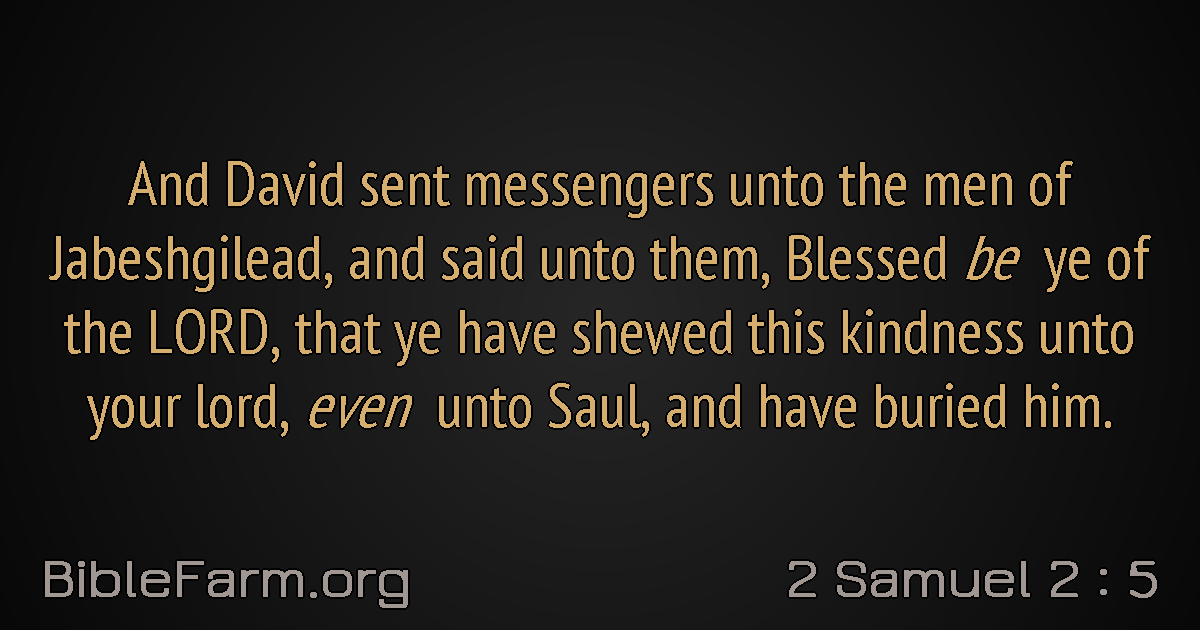 And David sent messengers unto the men of
Jabeshgilead, and said unto them, Blessed be ye of
the LORD, that ye have shewed this kindness unto
your lord, even unto Saul, and have buried him.
BibleFarm.org
2 Samuel 2 : 5